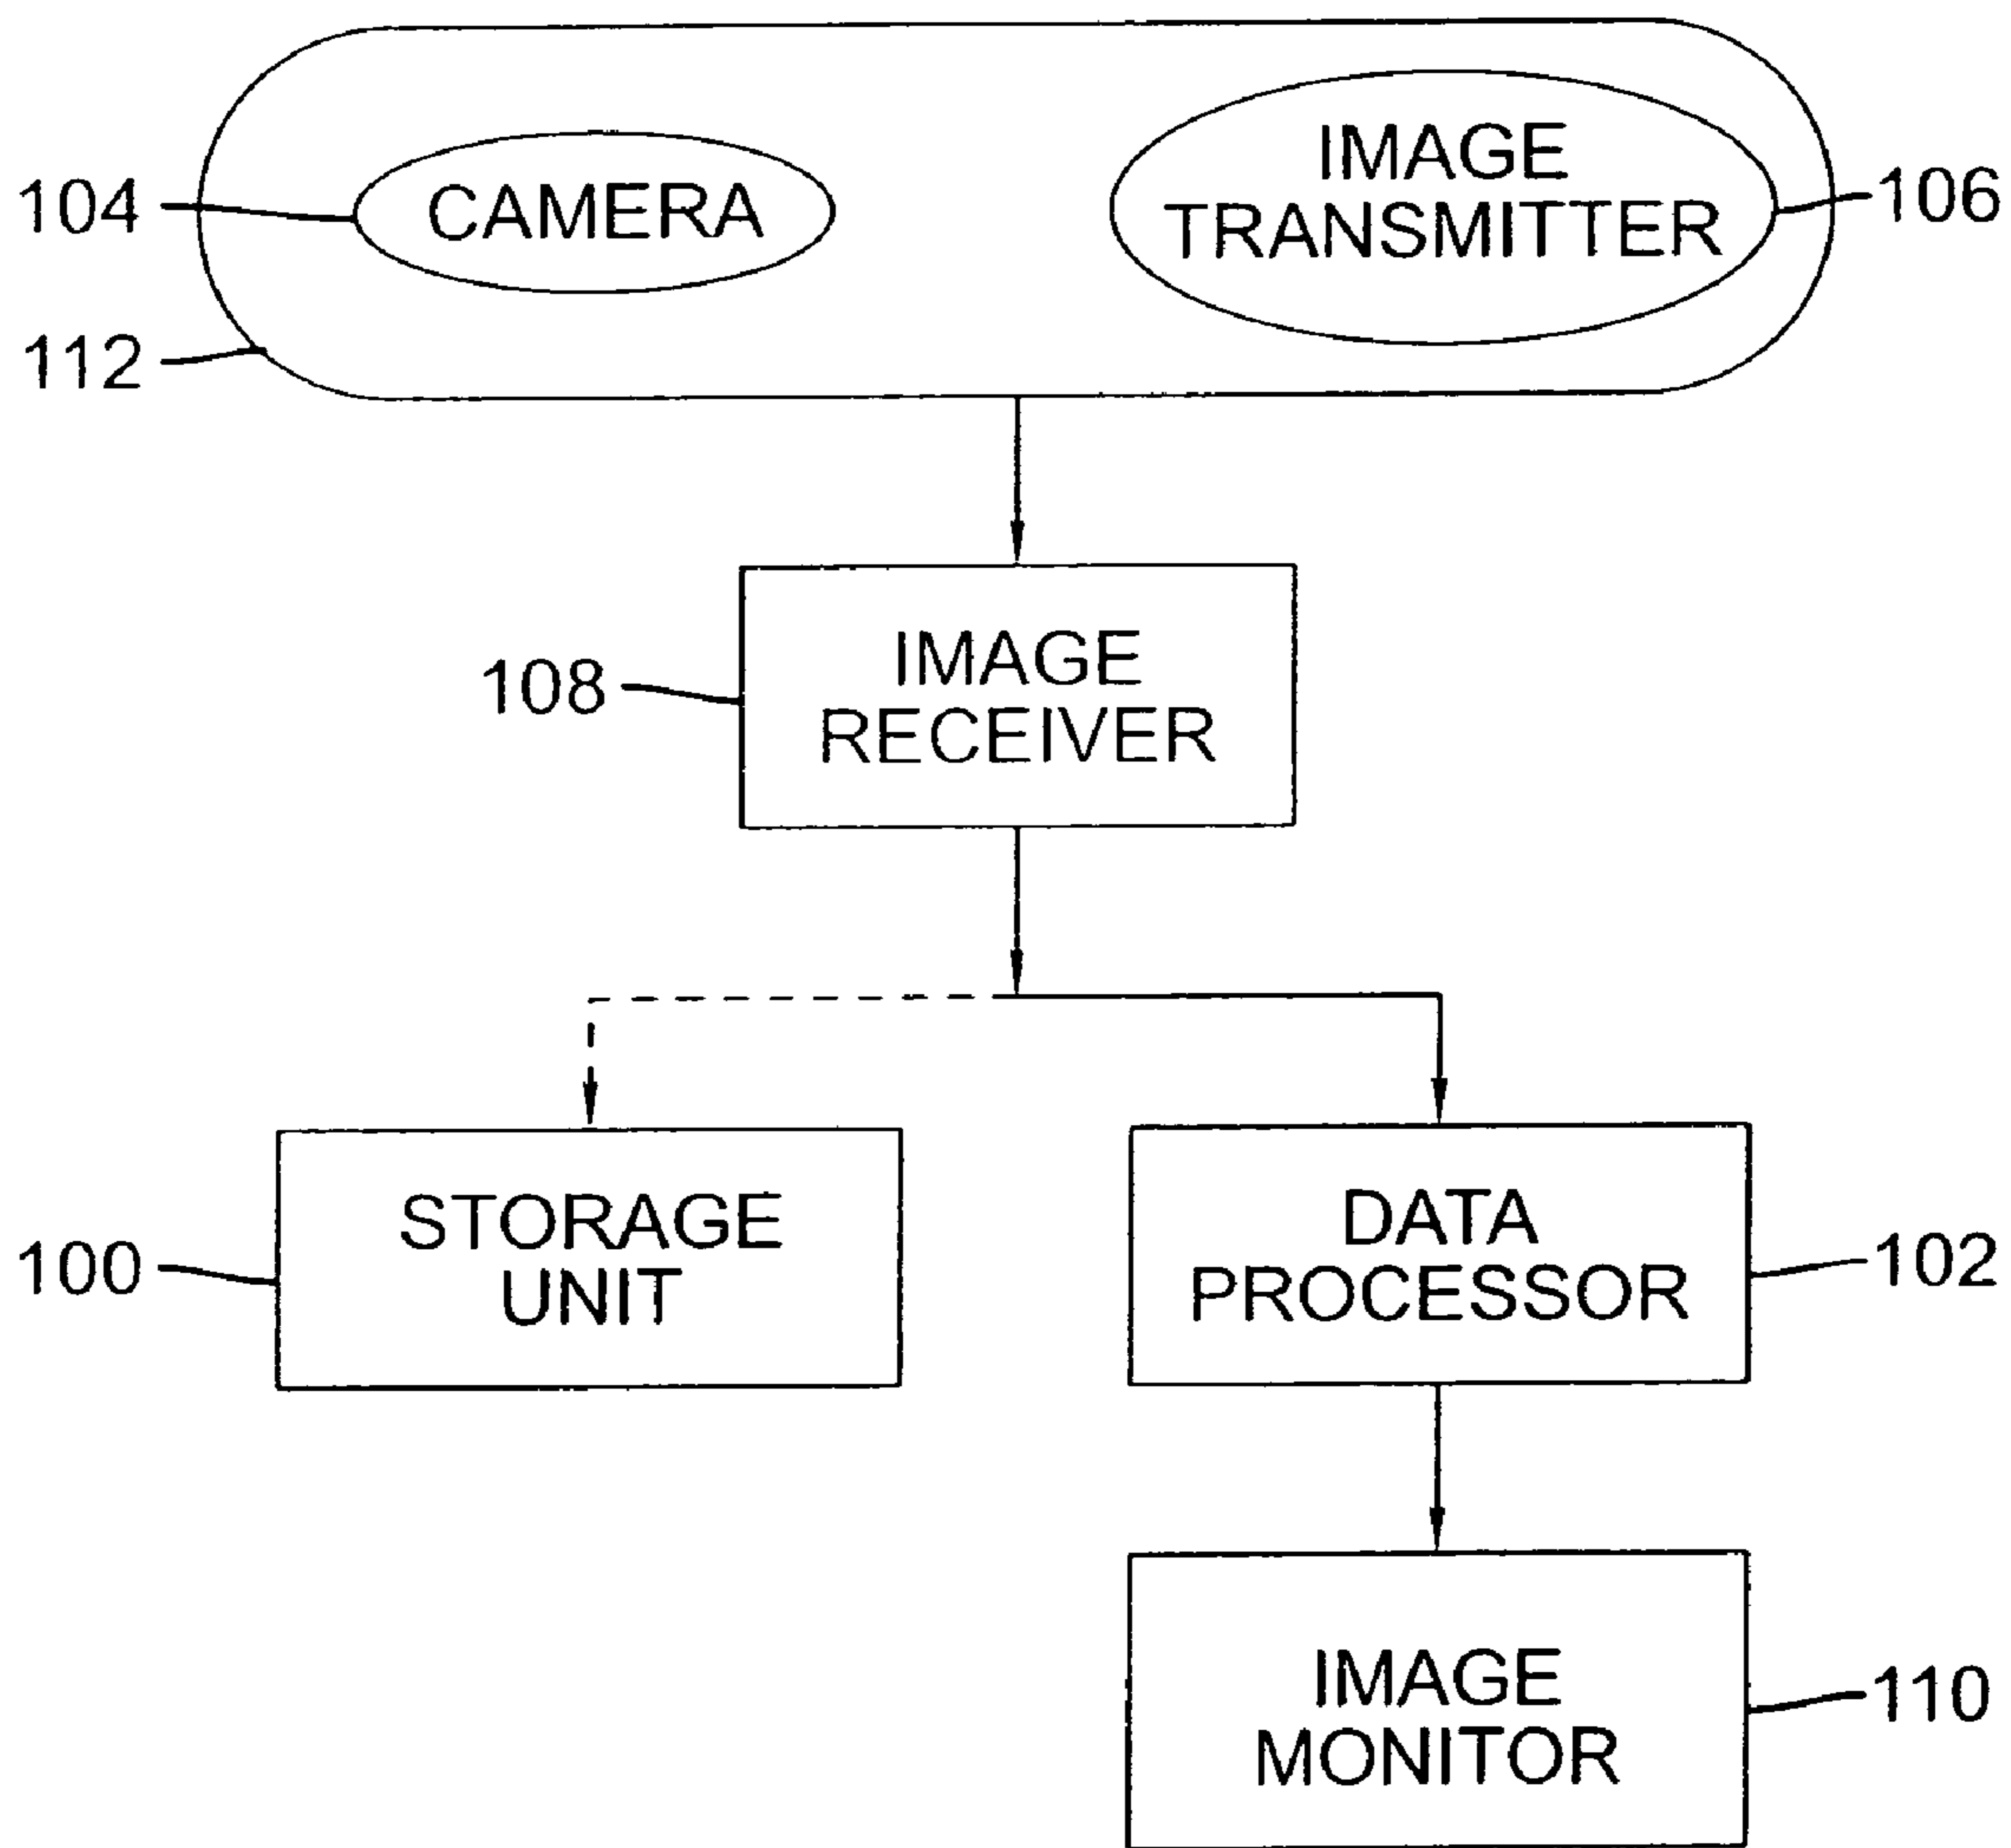 IMAGE
TRANSMITTER
104
CAMERA
106
112
IMAGE
RECEIVER
108
STORAGE
UNIT
100
DATA
PROCESSOR
102
IMAGE
MONITOR
110